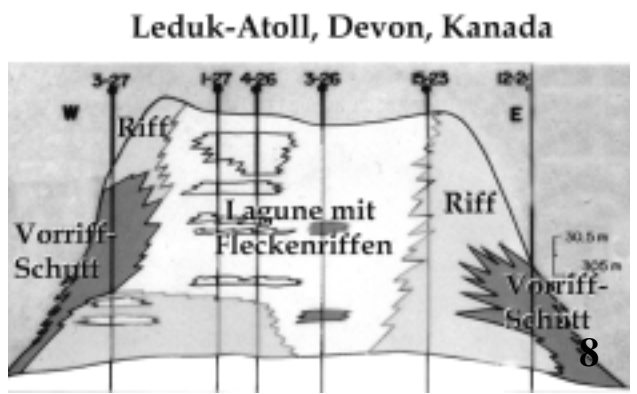 Leduk-Atoll, Devon, Kanada
3-27 1-27 4-26 3-26 15-23 12-2
W E
Riff
Riff
Lagune mit
Fleckenriffen
Vorriff-
Schutt
30.5 m
305 m
Vorriff-
Schutt
8